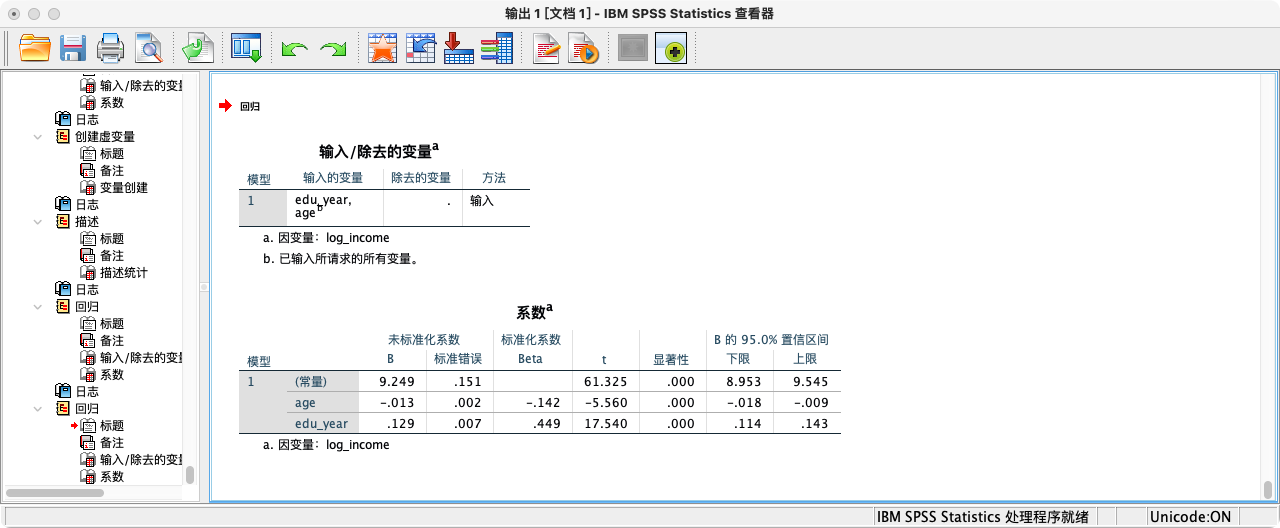 输出 1 [文档 1] - IBM SPSS Statistics 查看器
输入/除去的变
系数
日志
创建虚变量
标题
备注
变量创建
日志
描述
标题
备注
描述统计
日志
回归
标题
备注
输入/除去的变
系数
日志
回归
标题
备注
输入/除去的变
系数
回归
输入/除去的变量a
模型 输入的变量 除去的变量 方法
1 edu_year, age b . 输入
a. 因变量：log_income
b. 已输入所请求的所有变量。
系数a
未标准化系数 标准化系数 B 的 95.0% 置信区间
模型 B 标准错误 Beta t 显著性 下限 上限
1 (常量) 9.249 .151 61.325 .000 8.953 9.545
age -.013 .002 -.142 -5.560 .000 -.018 -.009
edu_year .129 .007 .449 17.540 .000 .114 .143
a. 因变量：log_income
IBM SPSS Statistics 处理程序就绪 Unicode:ON